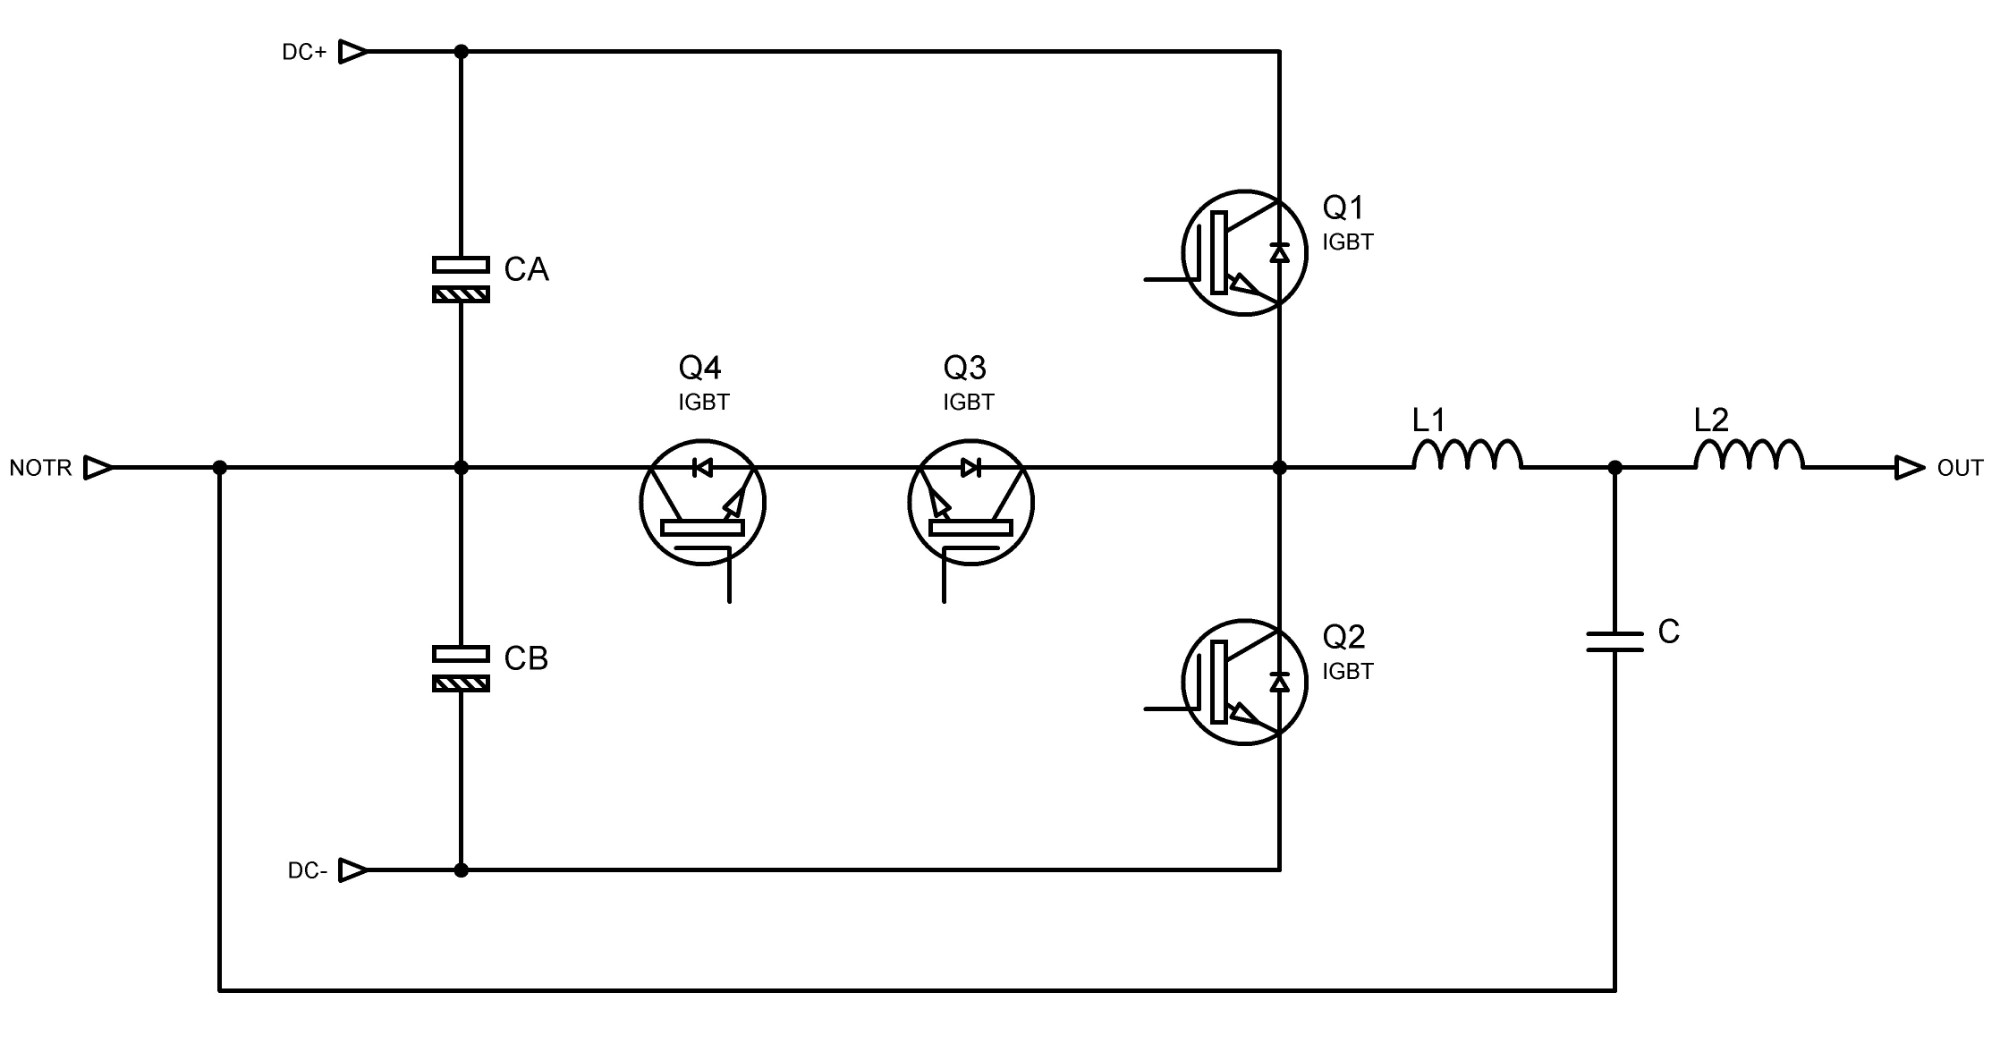 DC+
Q1
IGBT
CA
Q4
IGBT
Q3
IGBT
L1
L2
NOTR
OUT
Q2
IGBT
C
CB
DC-